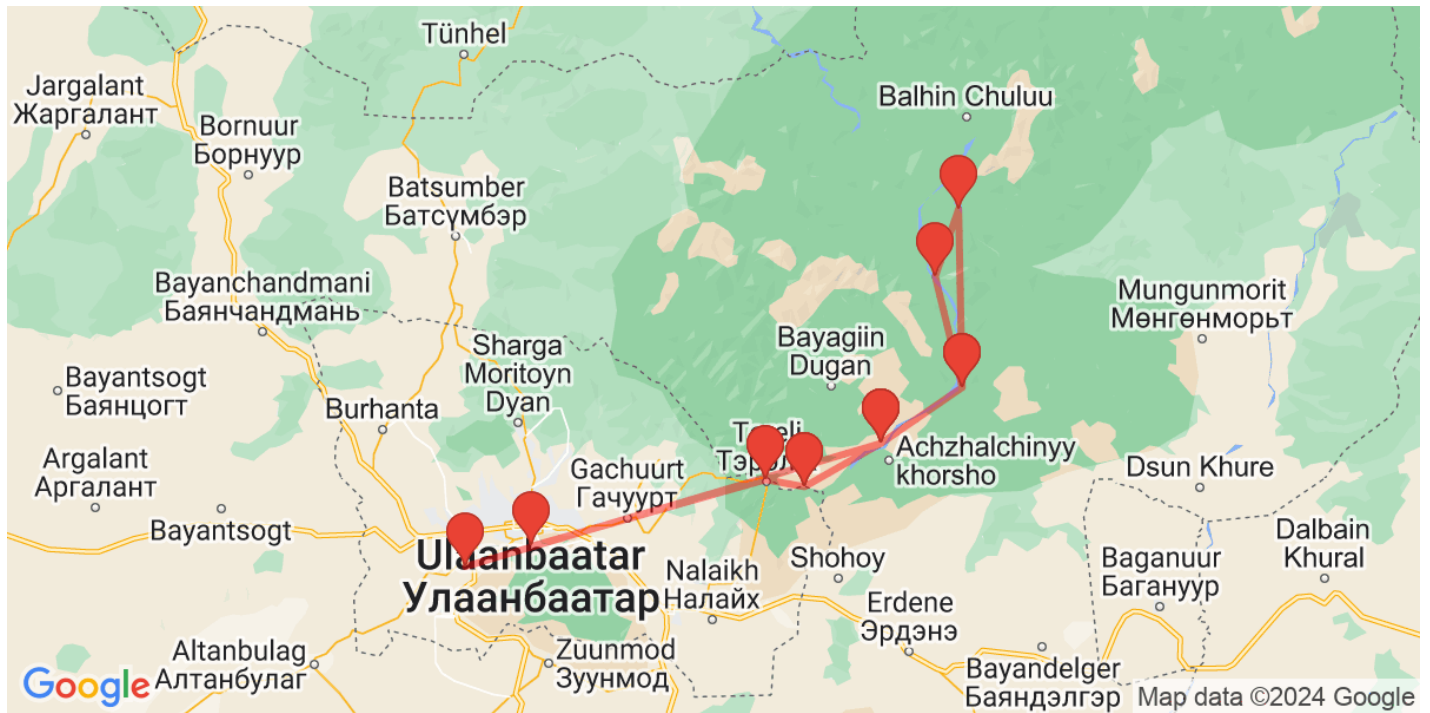 Tünhel
Jargalant
Жаргалант
Balhin Chuluu
Bornuur
Борнуур
Batsumber
Батсүмбэр
Bayanchandmani
Баянчандмань
Mungunmorit
Мөнгөнморьт
Bayagiin
Dugan
Sharga
Moritoyn
Dyan
Bayantsogt
Баянцогт
Burhanta
Achzhalchinyy
khorsho
Argalant
Аргалант
Gachuurt
Гачуурт
Dsun Khure
Bayantsogt
Dalbain
Khural
Ulaanbaatar
Улаанбаатар
Nalaikh
Налайх
Shohoy
Baganuur
Багануур
Erdene
Эрдэнэ
Altanbulag
Алтанбулаг
Zuunmod
Зуунмод
Bayandelger
Баяндэлгэр
Google
Map data ©2024 Google